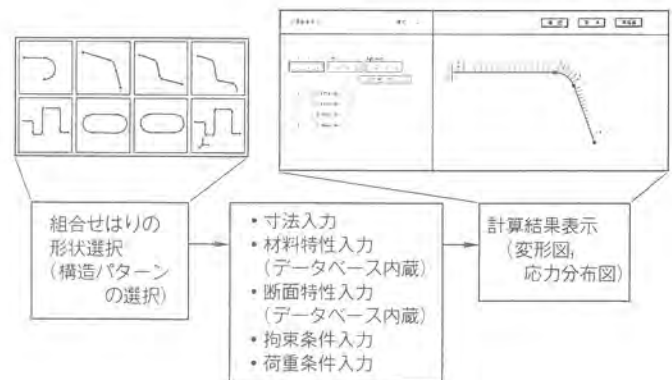 組合せはりの
形状選択
(構造パターン
の選択)
• 寸法入力
• 材料特性入力
(データベース内蔵)
• 断面特性入力
(データベース内蔵)
• 拘束条件入力
• 荷重条件入力
計算結果表示
(変形図,
応力分布図)